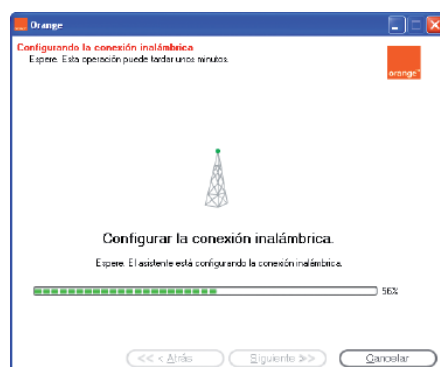 Orange
Configurando la conexión inalámbrica
Espere. Esta operación puede tardar unos minutos.
orange™
Configurar la conexión inalámbrica.
Espere. El asistente está configurando la conexión inalámbrica.
56%
<< < Atrás
Siguiente >>
Cancelar